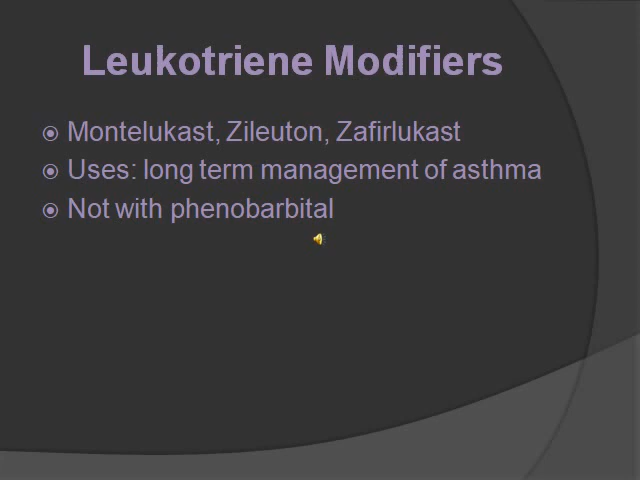 Leukotriene Modifiers
Montelukast, Zileuton, Zafirlukast
Uses: long term management of asthma
Not with phenobarbital